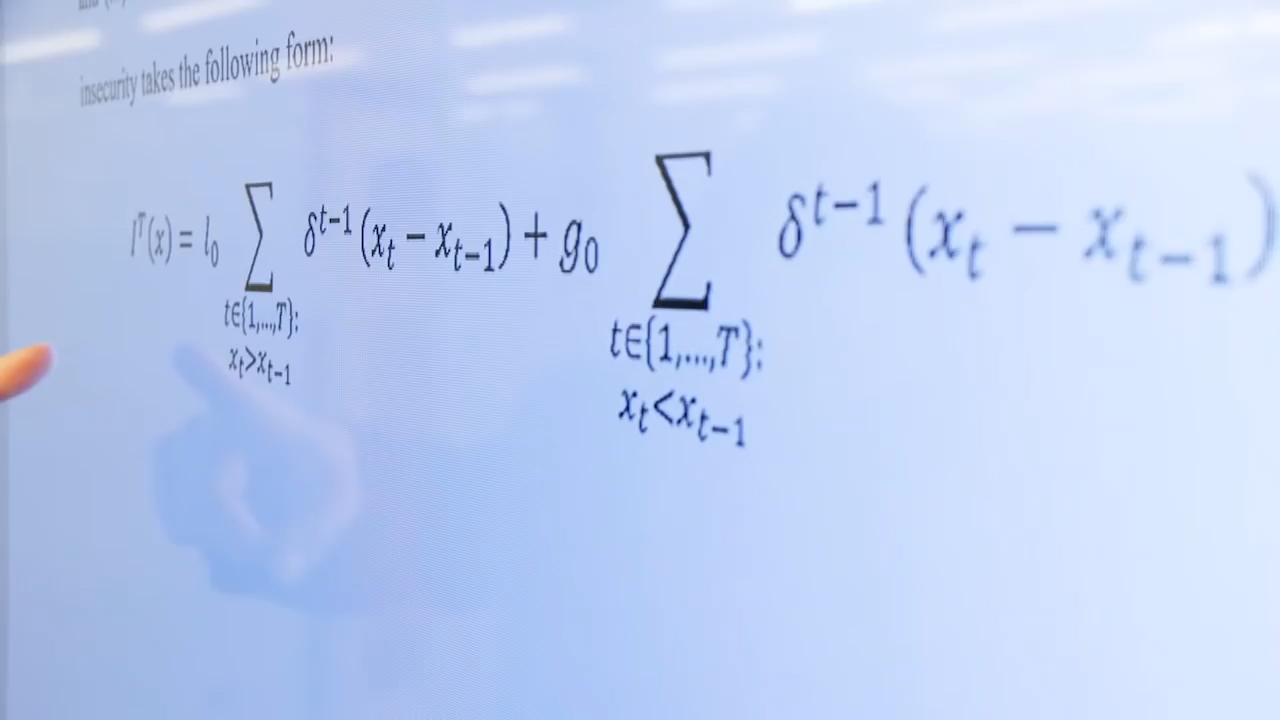 insecurity takes the following form:
I^T(x) = l_0 ∑_{t∈{1,...,T}: x_t>x_{t-1}} δ^{t-1}(x_t − x_{t-1}) + g_0 ∑_{t∈{1,...,T}: x_t<x_{t-1}} δ^{t-1}(x_t − x_{t-1})